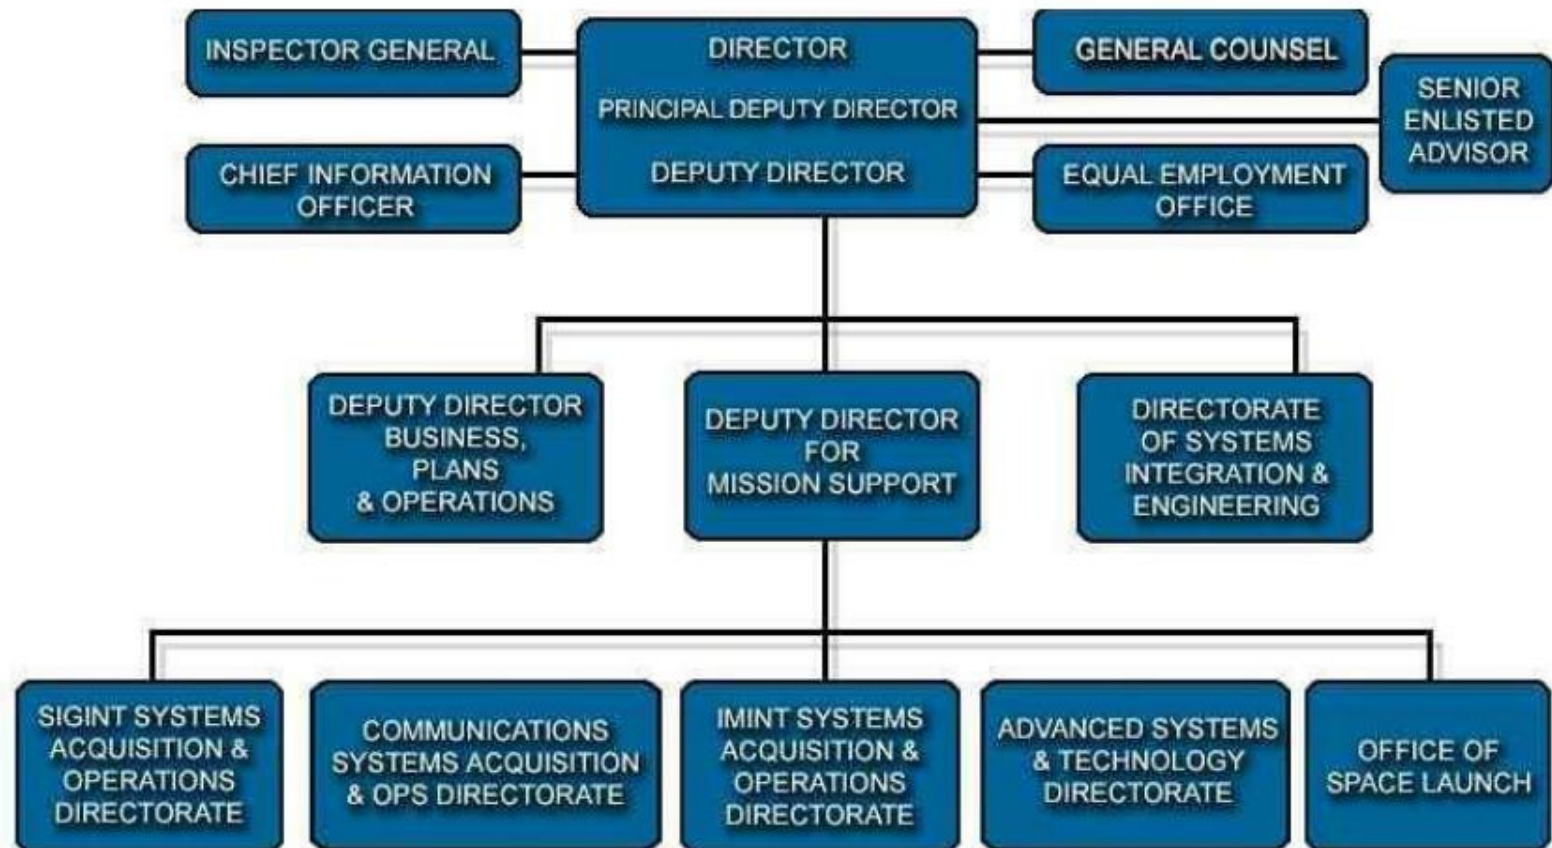 INSPECTOR GENERAL
DIRECTOR
PRINCIPAL DEPUTY DIRECTOR
DEPUTY DIRECTOR
GENERAL COUNSEL
SENIOR
ENLISTED
ADVISOR
CHIEF INFORMATION
OFFICER
EQUAL EMPLOYMENT
OFFICE
DEPUTY DIRECTOR
BUSINESS,
PLANS
& OPERATIONS
DEPUTY DIRECTOR
FOR
MISSION SUPPORT
DIRECTORATE
OF SYSTEMS
INTEGRATION &
ENGINEERING
SIGINT SYSTEMS
ACQUISITION &
OPERATIONS
DIRECTORATE
COMMUNICATIONS
SYSTEMS ACQUISITION
& OPS DIRECTORATE
IMINT SYSTEMS
ACQUISITION &
OPERATIONS
DIRECTORATE
ADVANCED SYSTEMS
& TECHNOLOGY
DIRECTORATE
OFFICE OF
SPACE LAUNCH